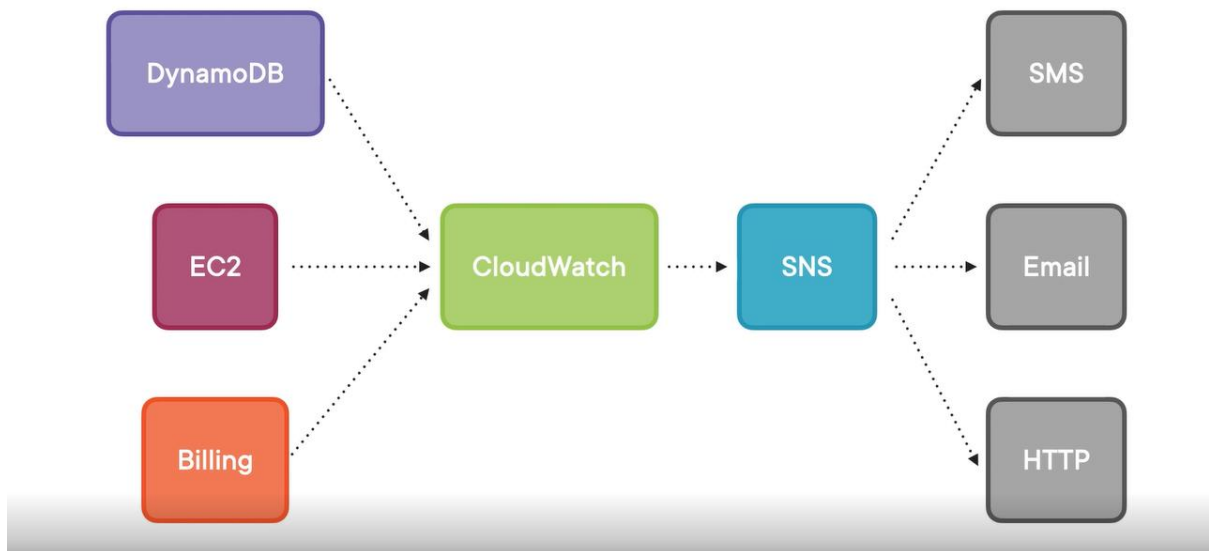 DynamoDB
SMS
EC2
CloudWatch
SNS
Email
Billing
HTTP